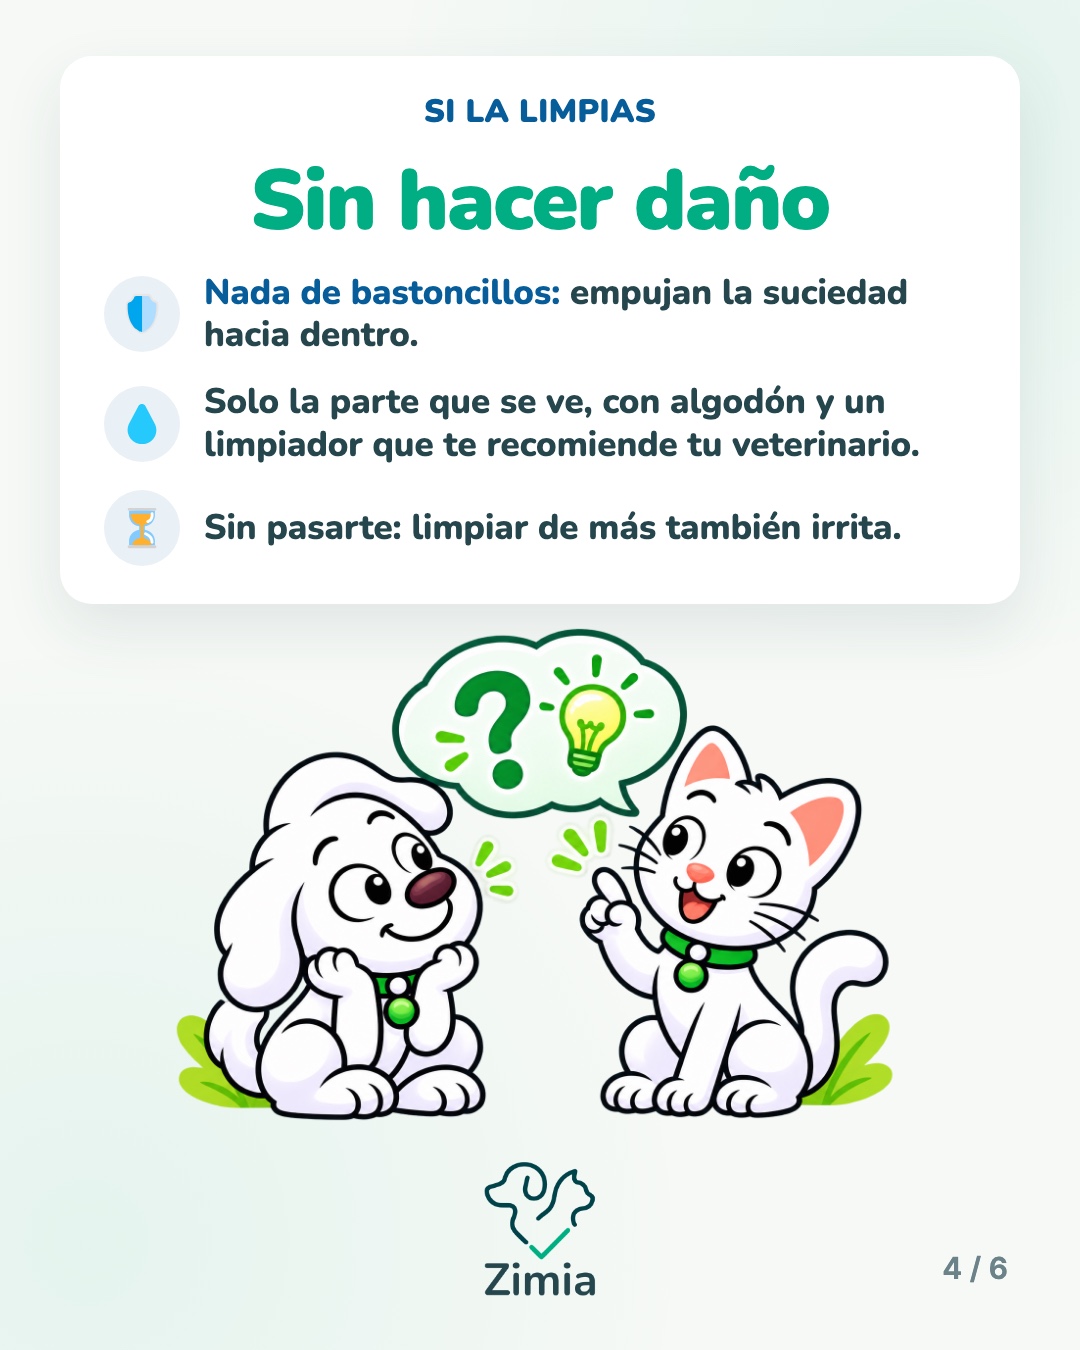 SI LA LIMPIAS
Sin hacer daño
Nada de bastoncillos: empujan la suciedad
hacia dentro.
Solo la parte que se ve, con algodón y un
limpiador que te recomiende tu veterinario.
Sin pasarte: limpiar de más también irrita.
?
Zimia
4 / 6